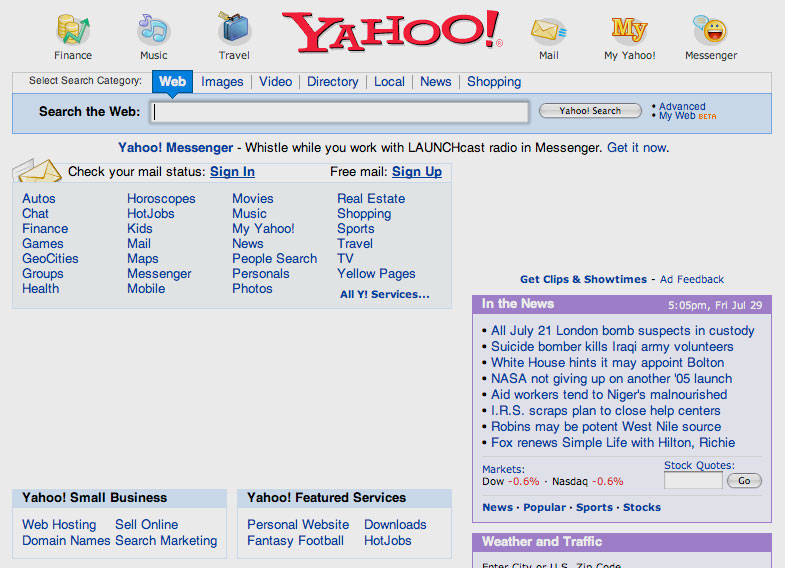 YAHOO!®
Finance
Music
Travel
Mail
My
My Yahoo!
Messenger
Select Search Category: Web Images | Video | Directory | Local | News | Shopping
Search the Web: Yahoo! Search
• Advanced
• My Web BETA
Yahoo! Messenger - Whistle while you work with LAUNCHcast radio in Messenger. Get it now.
Check your mail status: Sign In Free mail: Sign Up
Autos Horoscopes Movies Real Estate
Chat HotJobs Music Shopping
Finance Kids My Yahoo! Sports
Games Mail News Travel
GeoCities Maps People Search TV
Groups Messenger Personals Yellow Pages
Health Mobile Photos All Y! Services...
Get Clips & Showtimes - Ad Feedback
In the News 5:05pm, Fri Jul 29
• All July 21 London bomb suspects in custody
• Suicide bomber kills Iraqi army volunteers
• White House hints it may appoint Bolton
• NASA not giving up on another '05 launch
• Aid workers tend to Niger's malnourished
• I.R.S. scraps plan to close help centers
• Robins may be potent West Nile source
• Fox renews Simple Life with Hilton, Richie
Markets:
Dow -0.6% · Nasdaq -0.6%
Stock Quotes:
Go
News · Popular · Sports · Stocks
Yahoo! Small Business
Web Hosting Sell Online
Domain Names Search Marketing
Yahoo! Featured Services
Personal Website Downloads
Fantasy Football HotJobs
Weather and Traffic
Enter City or U.S. Zip Code